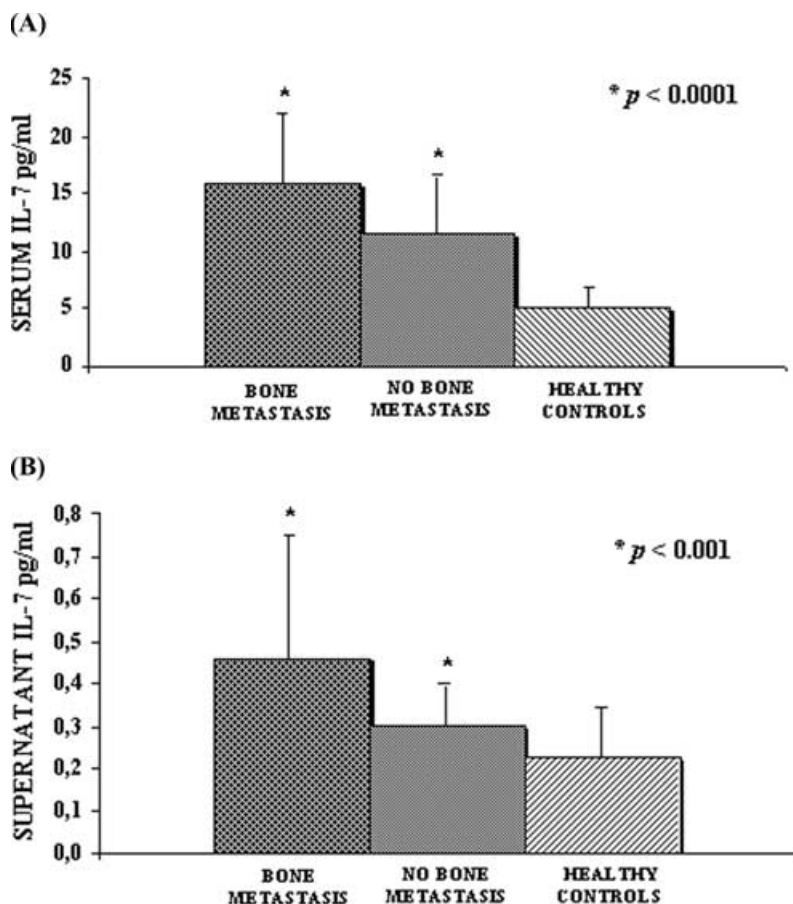 (A)
SERUM IL-7 pg/ml
25
20
15
10
5
0
*
*
* p < 0.0001
BONE
METASTASIS
NO BONE
METASTASIS
HEALTHY
CONTROLS
(B)
SUPERNATANT IL-7 pg/ml
0,8
0,7
0,6
0,5
0,4
0,3
0,2
0,1
0,0
*
*
* p < 0.001
BONE
METASTASIS
NO BONE
METASTASIS
HEALTHY
CONTROLS